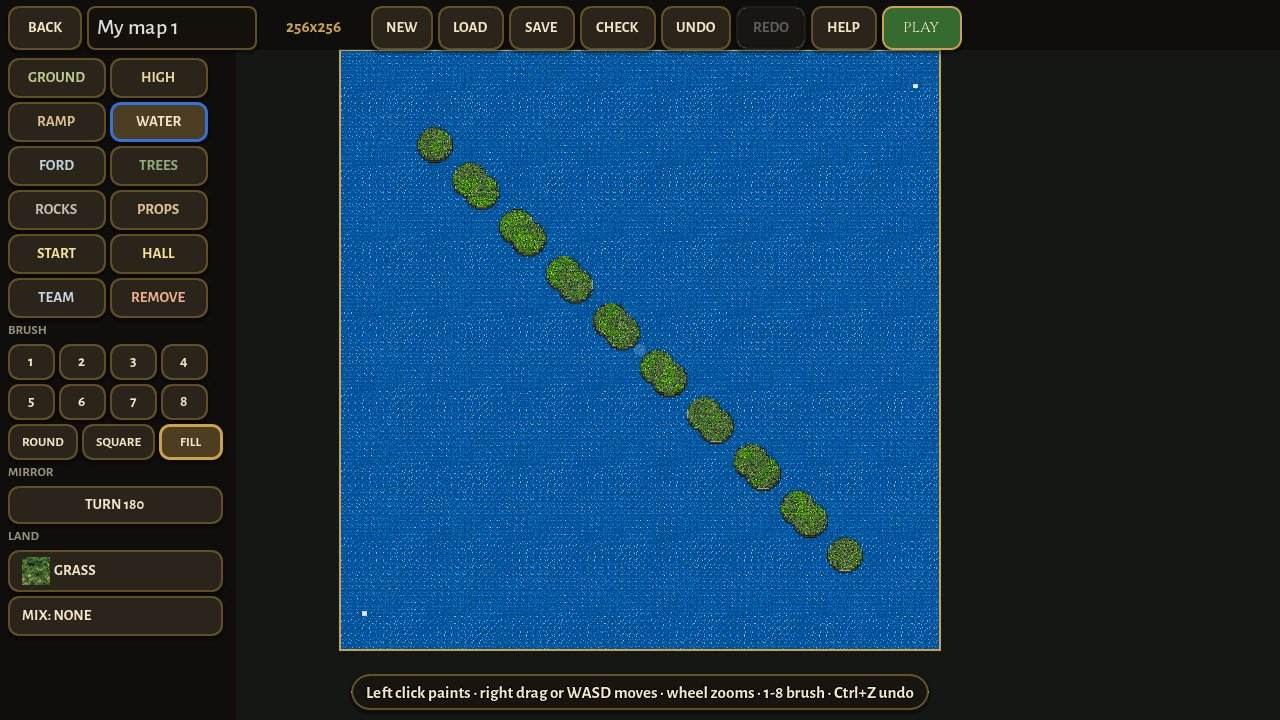 BACK My map 1 256x256 NEW LOAD SAVE CHECK UNDO REDO HELP PLAY
GROUND HIGH
RAMP WATER
FORD TREES
ROCKS PROPS
START HALL
TEAM REMOVE
BRUSH
1 2 3 4
5 6 7 8
ROUND SQUARE FILL
MIRROR
TURN 180
LAND
GRASS
MIX: NONE
Left click paints · right drag or WASD moves · wheel zooms · 1-8 brush · Ctrl+Z undo